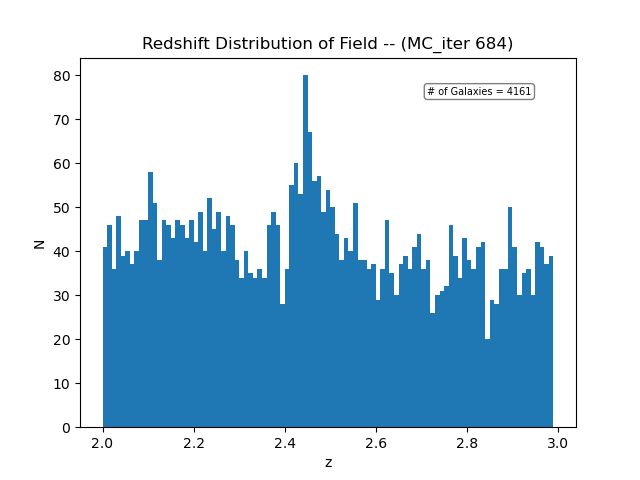 Redshift Distribution of Field -- (MC_iter 684)
# of Galaxies = 4161
N
80
70
60
50
40
30
20
10
0
2.0 2.2 2.4 2.6 2.8 3.0
z